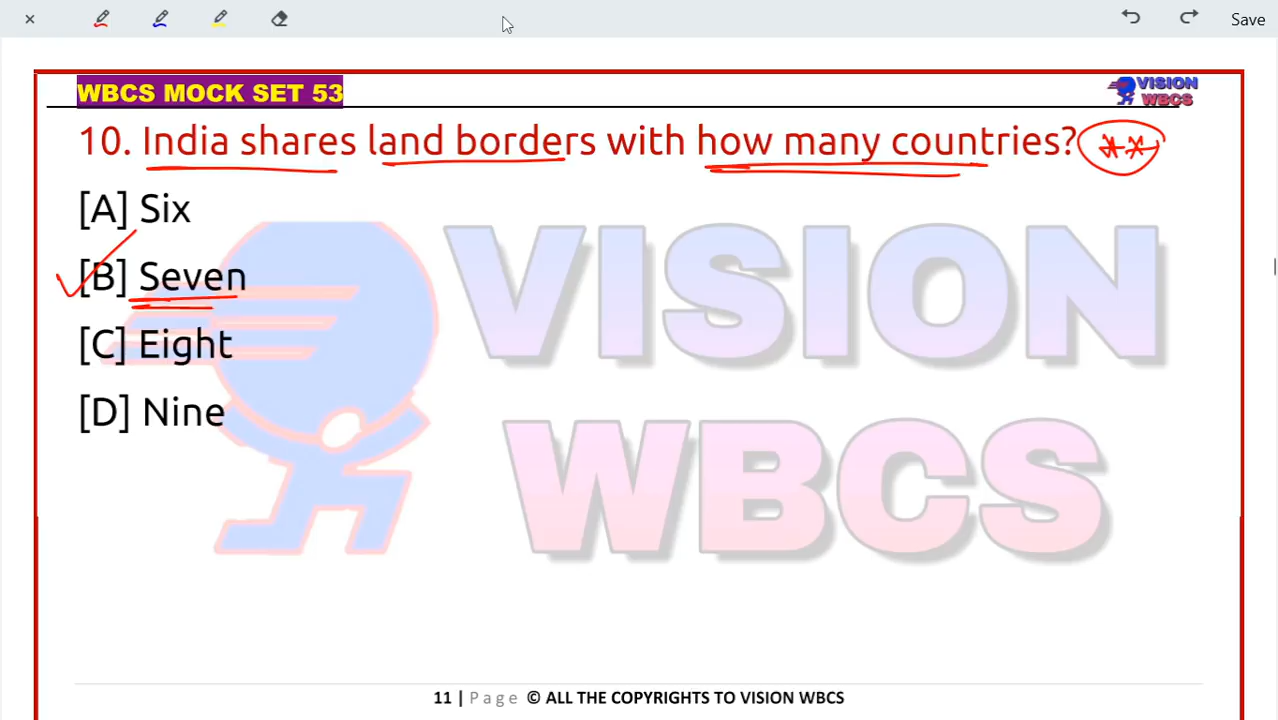 Save
WBCS MOCK SET 53
VISION
WBCS
10. India shares land borders with how many countries? **
[A] Six
[B] Seven
[C] Eight
[D] Nine
VISION
WBCS
11 | Page © ALL THE COPYRIGHTS TO VISION WBCS